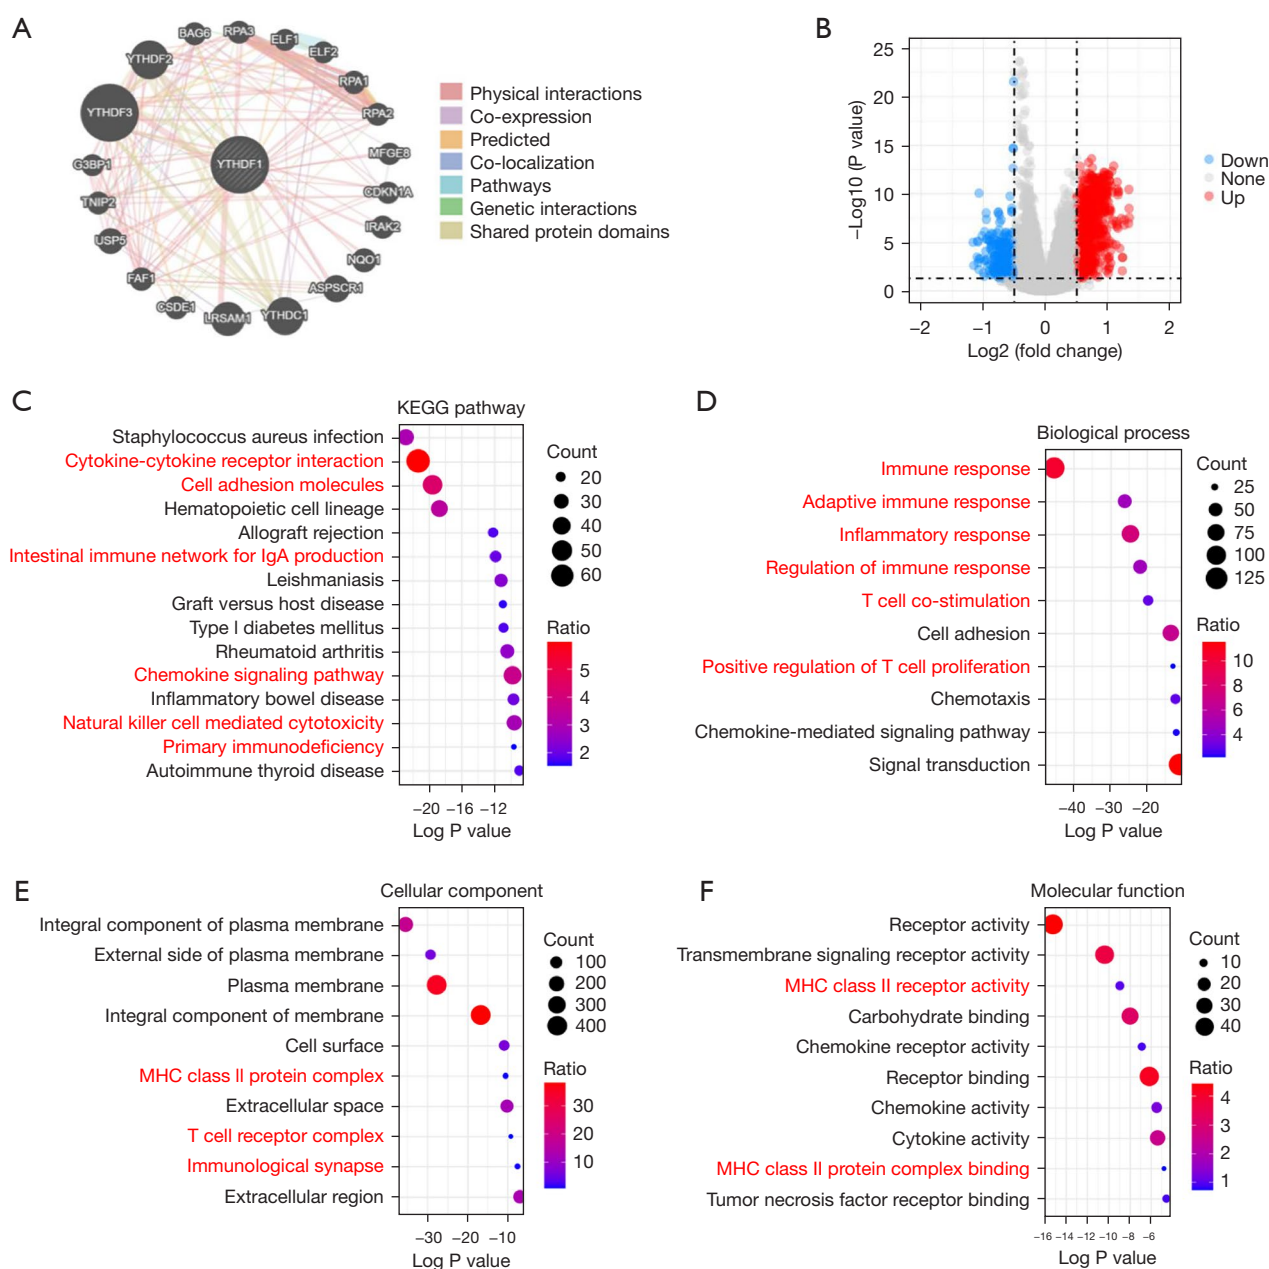 A
BAG6
RPA3
ELF1
ELF2
YTHDF2
RPA1
YTHDF3
RPA2
YTHDF1
MFGE8
G3BP1
CDKN1A
TNIP2
IRAK2
USP5
NQO1
FAF1
ASPSCR1
CSDE1
LRSAM1
YTHDC1
Physical interactions
Co-expression
Predicted
Co-localization
Pathways
Genetic interactions
Shared protein domains
B
−Log10 (P value)
25
20
15
10
5
0
−2 −1 0 1 2
Log2 (fold change)
Down
None
Up
C
KEGG pathway
Staphylococcus aureus infection
Cytokine-cytokine receptor interaction
Cell adhesion molecules
Hematopoietic cell lineage
Allograft rejection
Intestinal immune network for IgA production
Leishmaniasis
Graft versus host disease
Type I diabetes mellitus
Rheumatoid arthritis
Chemokine signaling pathway
Inflammatory bowel disease
Natural killer cell mediated cytotoxicity
Primary immunodeficiency
Autoimmune thyroid disease
−20 −16 −12
Log P value
Count
20
30
40
50
60
Ratio
5
4
3
2
D
Biological process
Immune response
Adaptive immune response
Inflammatory response
Regulation of immune response
T cell co-stimulation
Cell adhesion
Positive regulation of T cell proliferation
Chemotaxis
Chemokine-mediated signaling pathway
Signal transduction
−40 −30 −20
Log P value
Count
25
50
75
100
125
Ratio
10
8
6
4
E
Cellular component
Integral component of plasma membrane
External side of plasma membrane
Plasma membrane
Integral component of membrane
Cell surface
MHC class II protein complex
Extracellular space
T cell receptor complex
Immunological synapse
Extracellular region
−30 −20 −10
Log P value
Count
100
200
300
400
Ratio
30
20
10
F
Molecular function
Receptor activity
Transmembrane signaling receptor activity
MHC class II receptor activity
Carbohydrate binding
Chemokine receptor activity
Receptor binding
Chemokine activity
Cytokine activity
MHC class II protein complex binding
Tumor necrosis factor receptor binding
−16 −14 −12 −10 −8 −6
Log P value
Count
10
20
30
40
Ratio
4
3
2
1